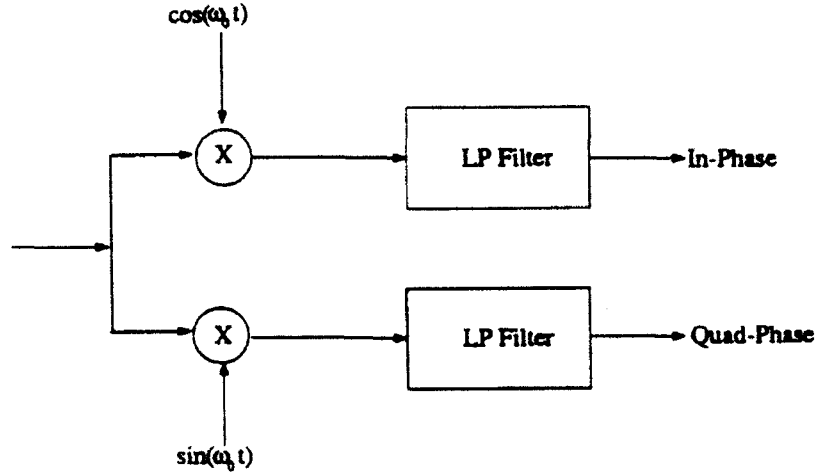 cos(ω₀t)
X
LP Filter
In-Phase
X
LP Filter
Quad-Phase
sin(ω₀t)